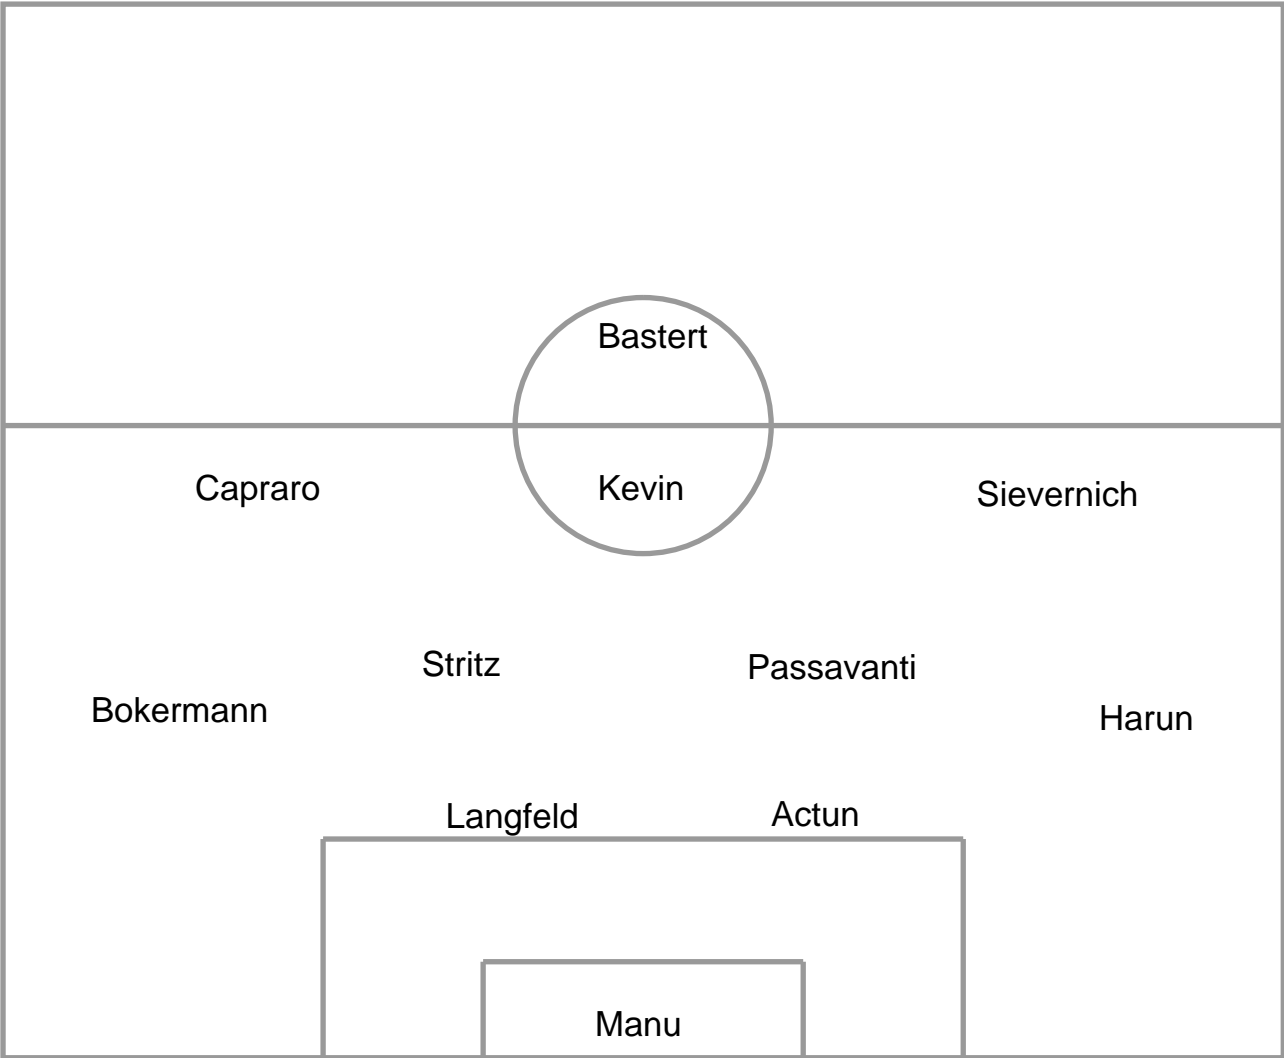 Bastert
Capraro
Kevin
Sievernich
Stritz
Passavanti
Bokermann
Harun
Langfeld
Actun
Manu